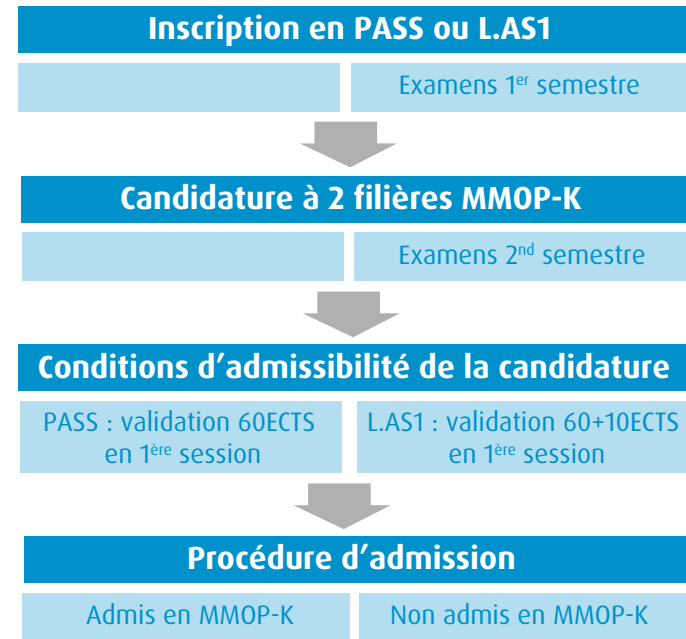 Inscription en PASS ou L.AS1
Examens 1er semestre
Candidature à 2 filières MMOP-K
Examens 2nd semestre
Conditions d'admissibilité de la candidature
PASS : validation 60ECTS
en 1ère session
L.AS1 : validation 60+10ECTS
en 1ère session
Procédure d'admission
Admis en MMOP-K
Non admis en MMOP-K